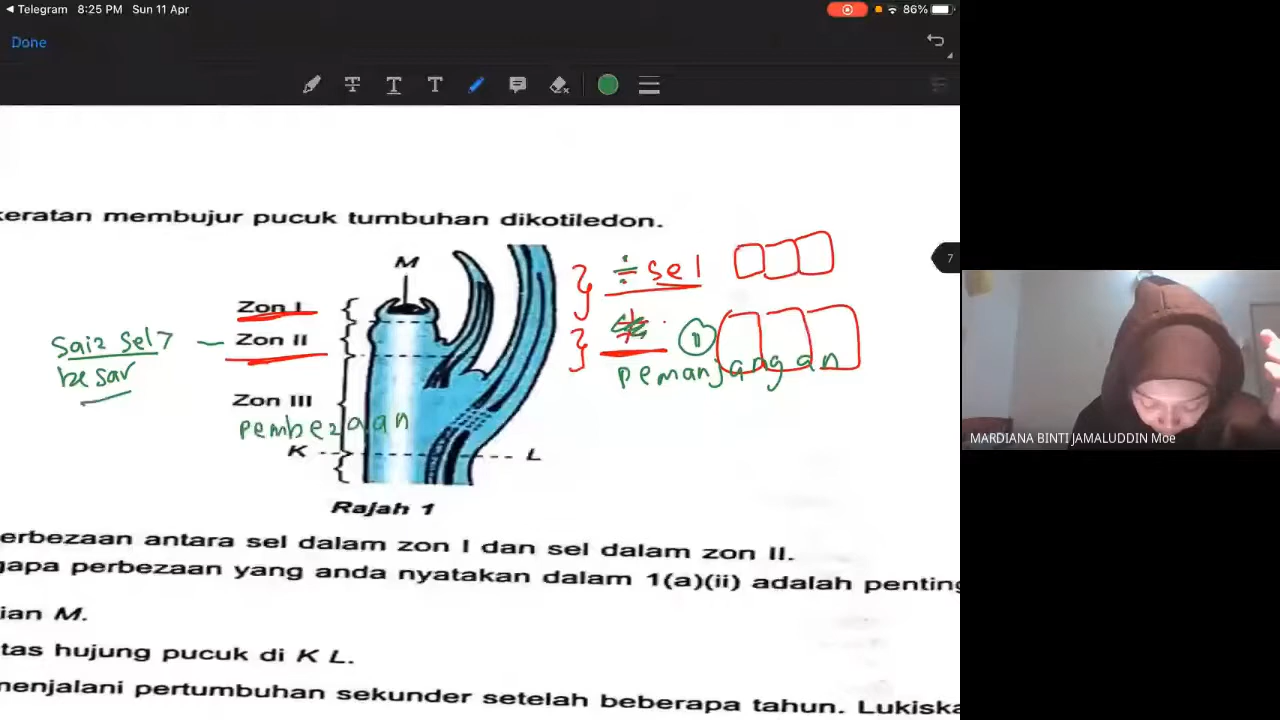 Telegram 8:25 PM Sun 11 Apr 86%
Done
keratan membujur pucuk tumbuhan dikotiledon.
7
M
÷ sel
Zon I
Saiz sel > Zon II
besar
pemanjangan
Zon III
pembezaan
K L
Rajah 1
MARDIANA BINTI JAMALUDDIN Moe
erbezaan antara sel dalam zon I dan sel dalam zon II.
gapa perbezaan yang anda nyatakan dalam 1(a)(ii) adalah penting
ian M.
tas hujung pucuk di K L.
menjalani pertumbuhan sekunder setelah beberapa tahun. Lukiska